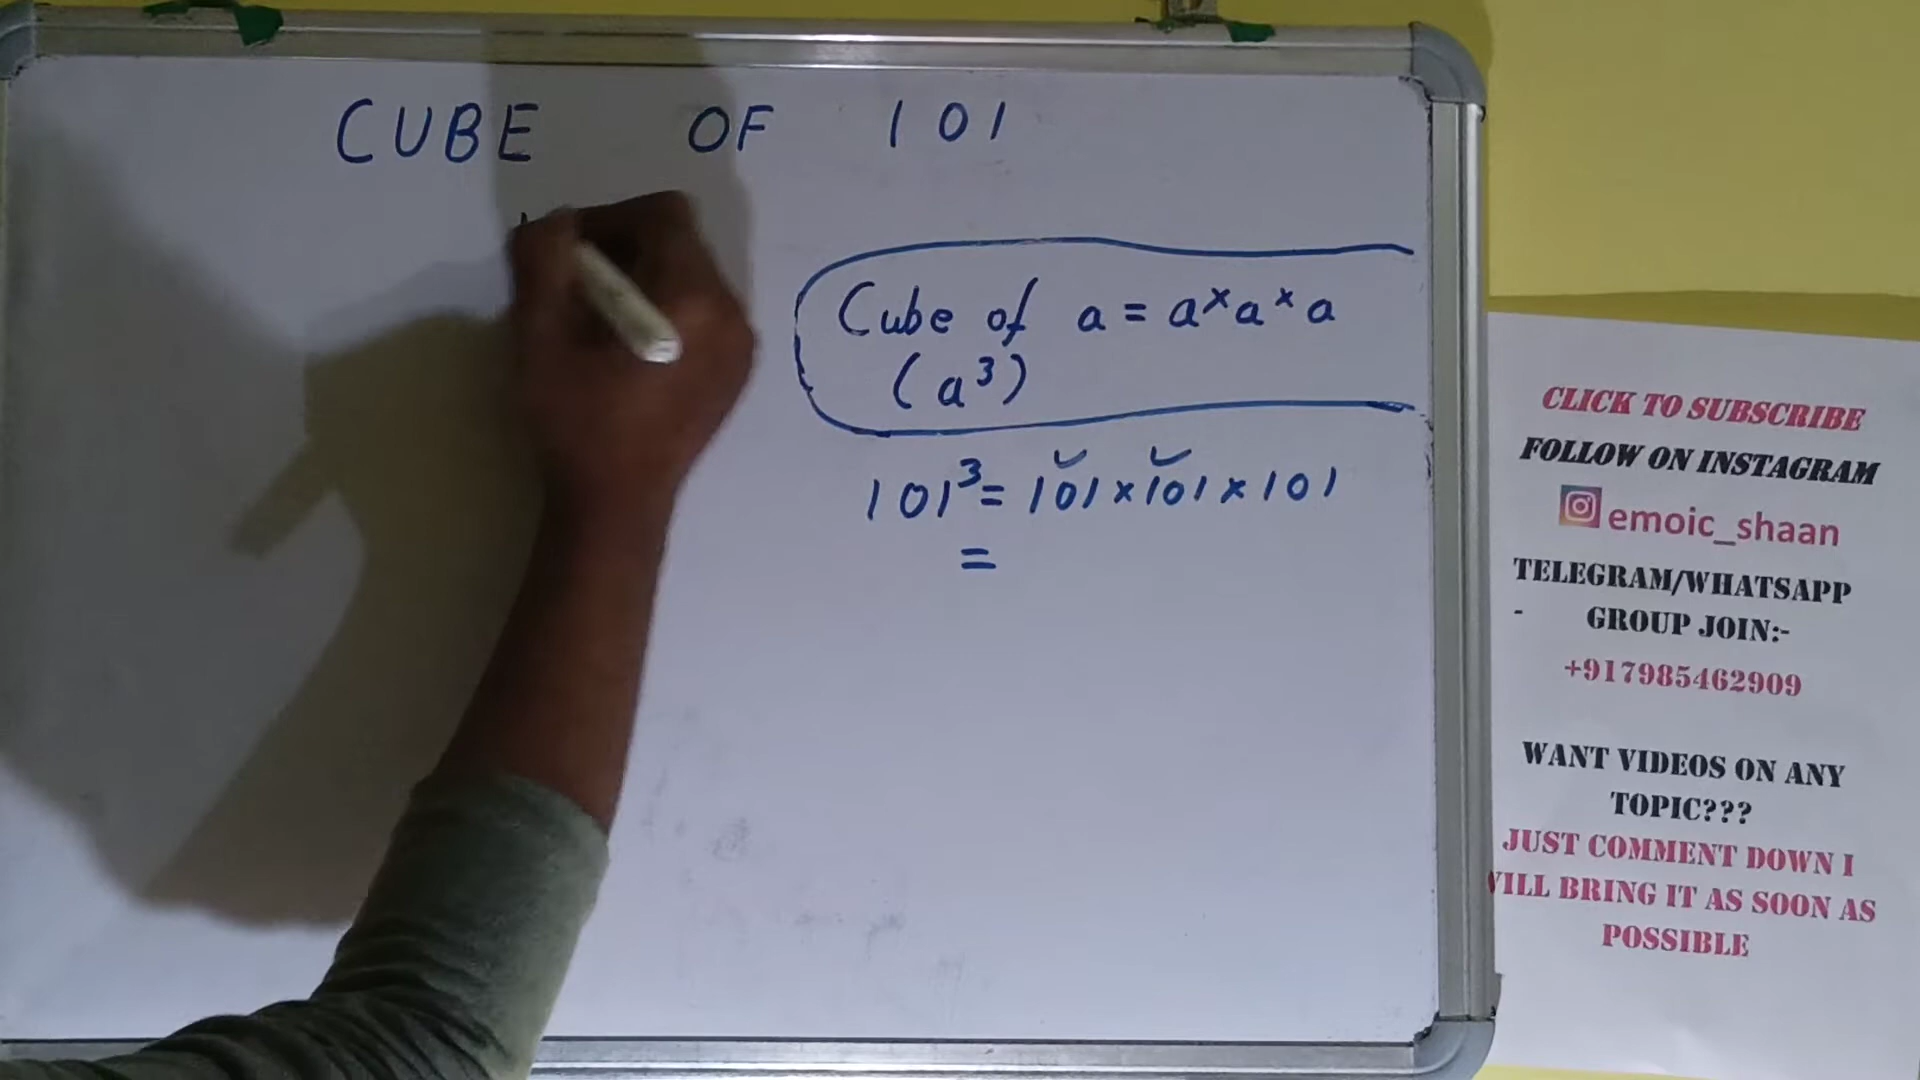 CUBE OF 101
Cube of a = a×a×a
(a³)
101³ = 101×101×101
=
CLICK TO SUBSCRIBE
FOLLOW ON INSTAGRAM
emoic_shaan
TELEGRAM/WHATSAPP
- GROUP JOIN:-
+917985462909
WANT VIDEOS ON ANY
TOPIC???
JUST COMMENT DOWN I
VILL BRING IT AS SOON AS
POSSIBLE